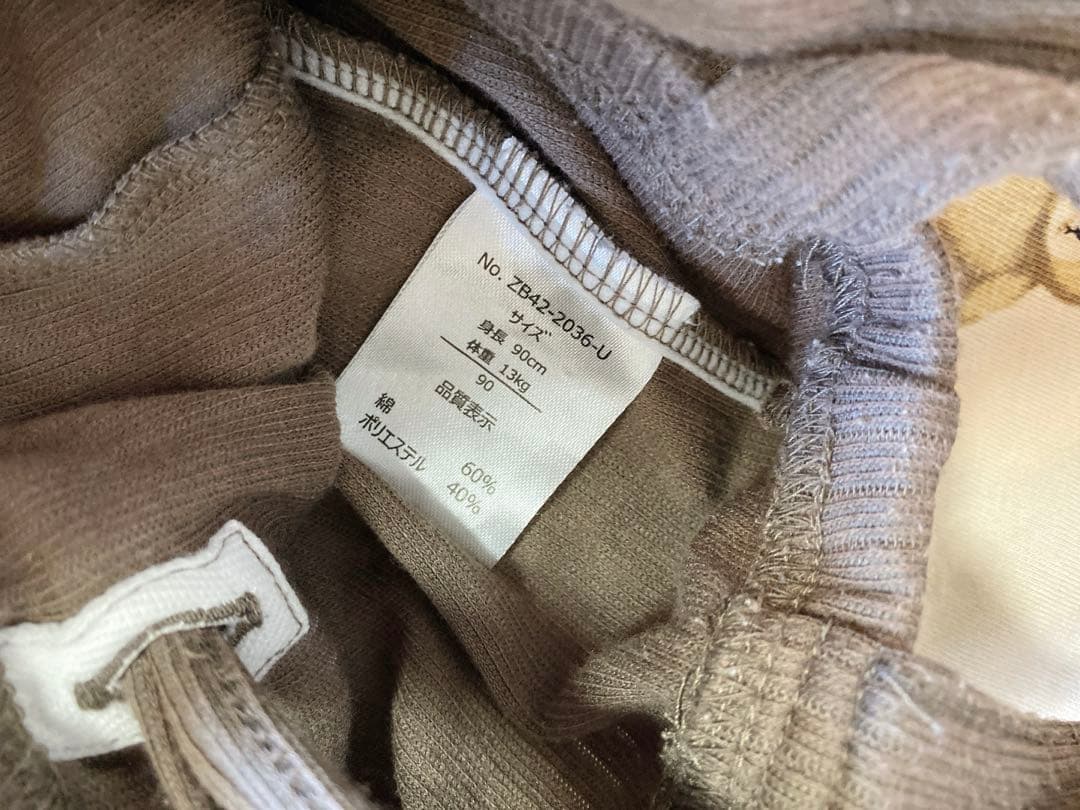 No. ZB42-2036-U
サイズ
身長 90cm
体重 13kg
90
品質表示
綿 60%
ポリエステル 40%